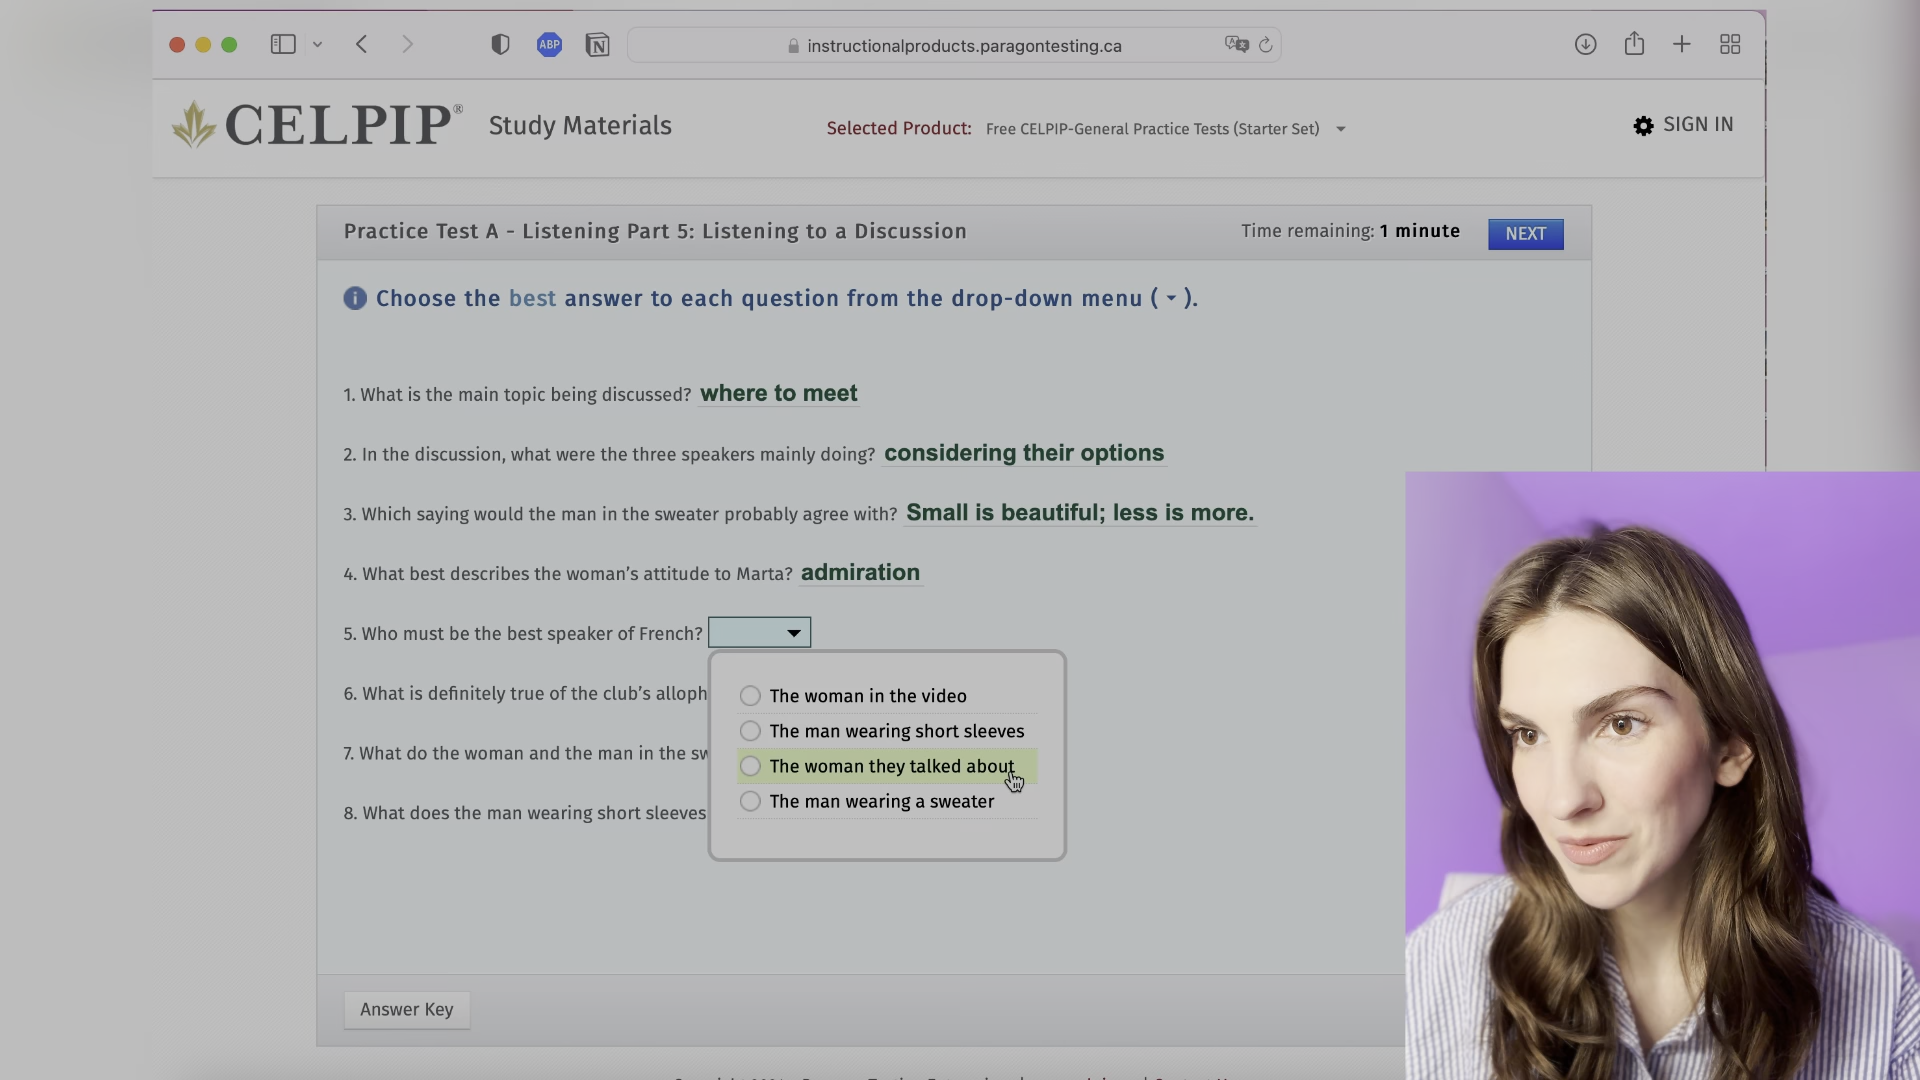 ABP
instructionalproducts.paragontesting.ca
CELPIP®
Study Materials
Selected Product: Free CELPIP-General Practice Tests (Starter Set)
SIGN IN
Practice Test A - Listening Part 5: Listening to a Discussion
Time remaining: 1 minute
NEXT
Choose the best answer to each question from the drop-down menu ( ).
1. What is the main topic being discussed? where to meet
2. In the discussion, what were the three speakers mainly doing? considering their options
3. Which saying would the man in the sweater probably agree with? Small is beautiful; less is more.
4. What best describes the woman's attitude to Marta? admiration
5. Who must be the best speaker of French?
The woman in the video
The man wearing short sleeves
The woman they talked about
The man wearing a sweater
6. What is definitely true of the club's alloph
7. What do the woman and the man in the sw
8. What does the man wearing short sleeves
Answer Key